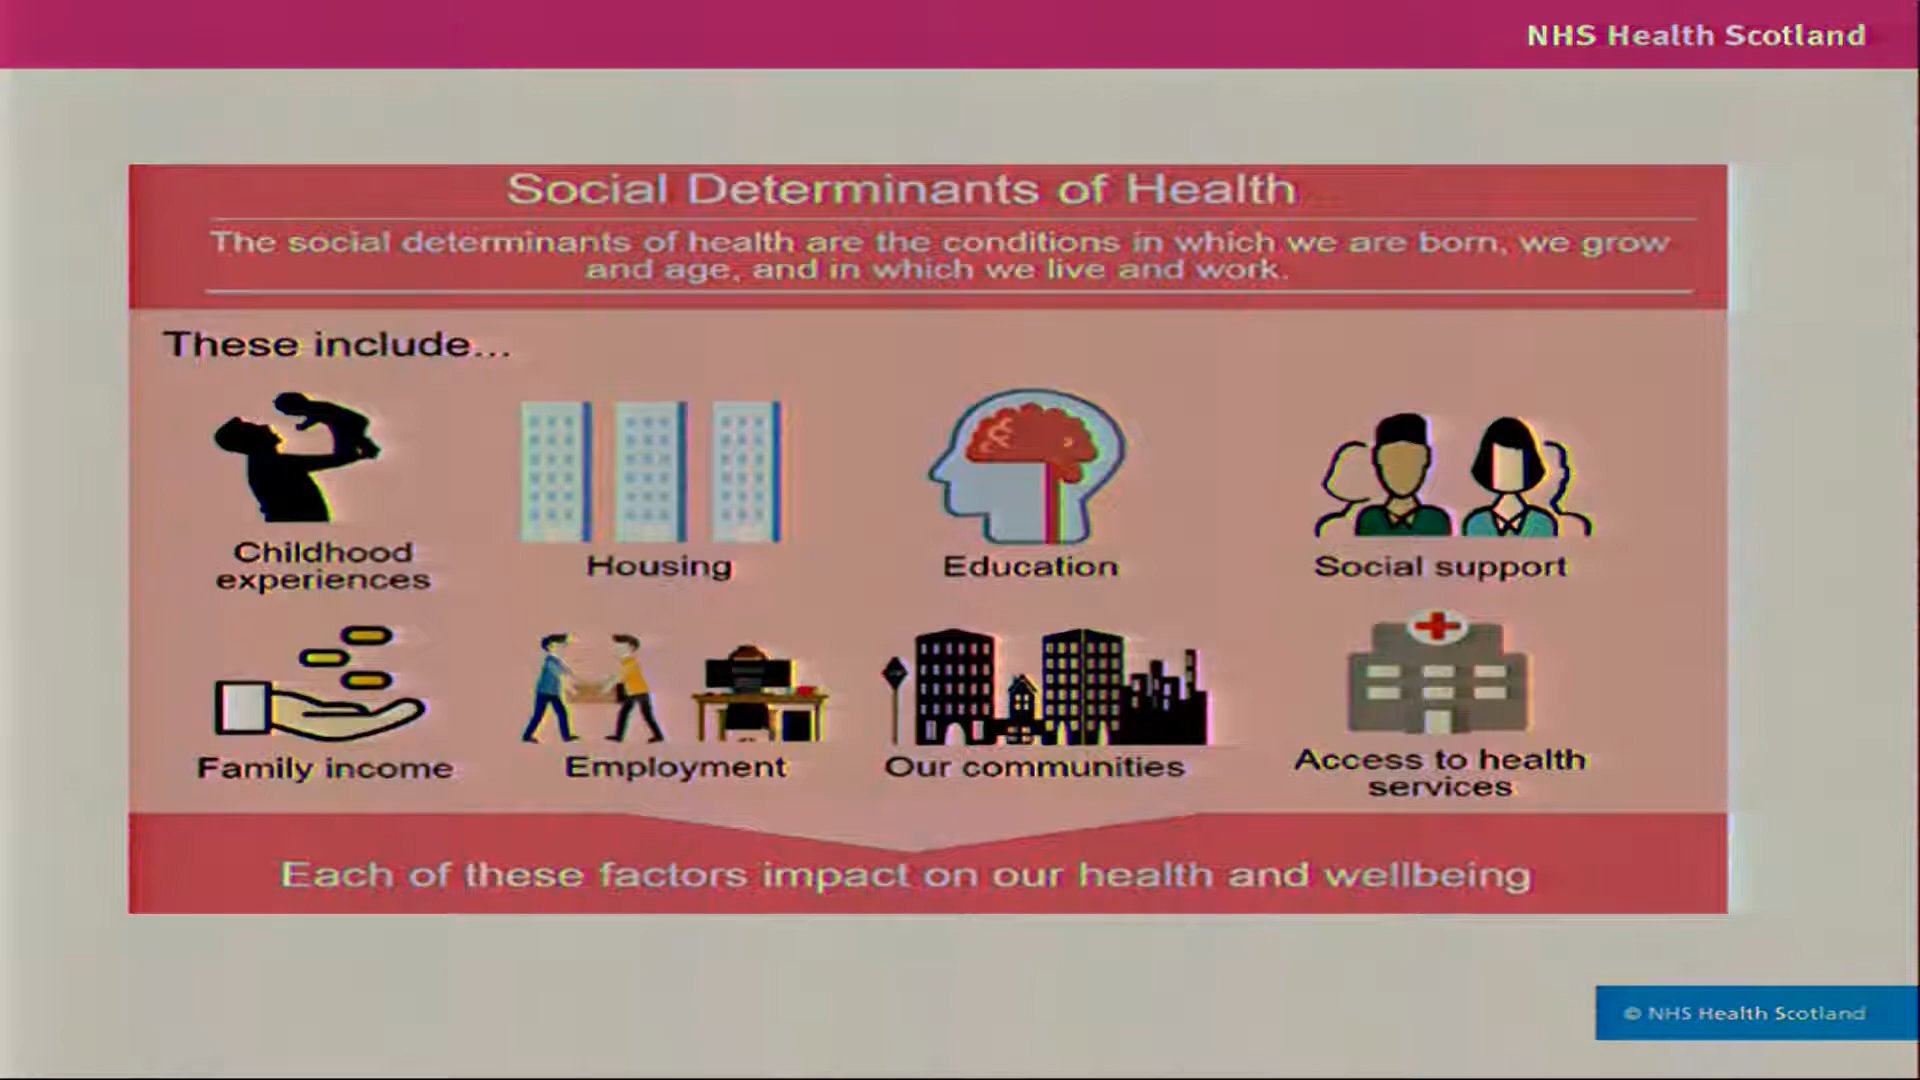 NHS Health Scotland
Social Determinants of Health
The social determinants of health are the conditions in which we are born, we grow
and age, and in which we live and work.
These include...
Childhood
experiences
Housing
Education
Social support
Family income
Employment
Our communities
Access to health
services
Each of these factors impact on our health and wellbeing
© NHS Health Scotland